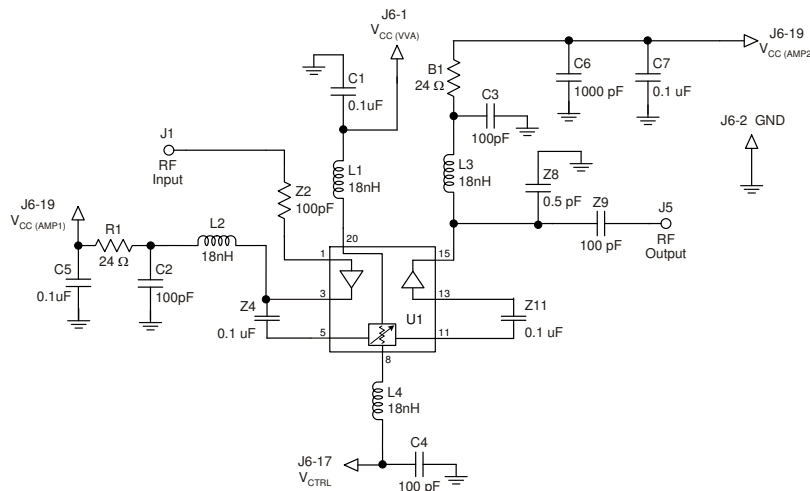 J6-1
VCC (VVA)
J6-19
VCC (AMP2)
B1
24 Ω
C6
1000 pF
C7
0.1 uF
C1
0.1uF
C3
100pF
J6-2 GND
J1
RF
Input
L1
18nH
L3
18nH
Z8
0.5 pF
Z9
100 pF
J5
RF
Output
Z2
100pF
J6-19
VCC (AMP1)
R1
24 Ω
L2
18nH
20
1
15
C5
0.1uF
C2
100pF
Z4
0.1 uF
3
13
U1
Z11
0.1 uF
5
11
8
L4
18nH
J6-17
VCTRL
C4
100 pF